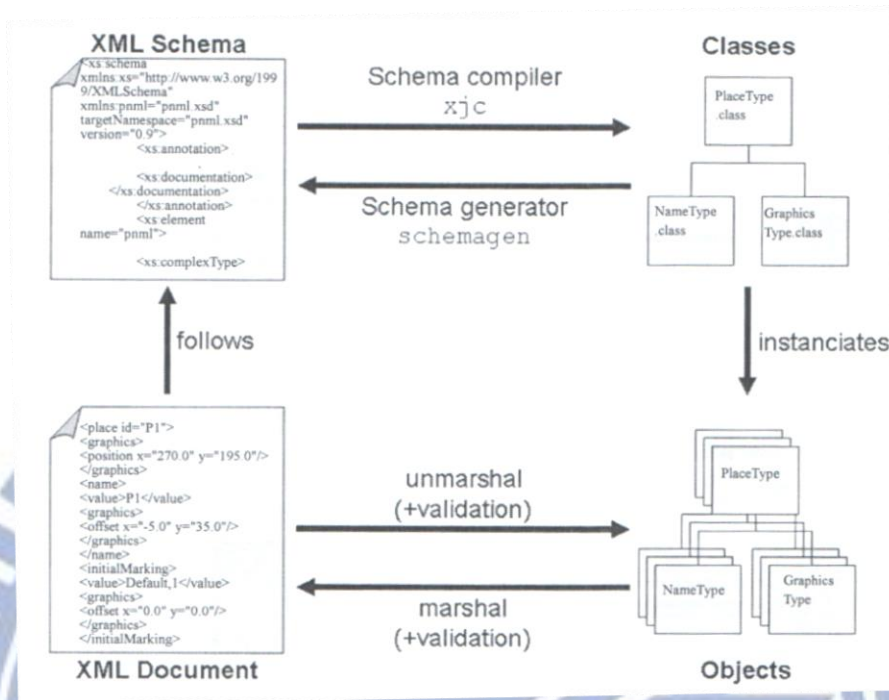 XML Schema
<xs:schema
xmlns:xs="http://www.w3.org/199
9/XMLSchema"
xmlns:pnml="pnml.xsd"
targetNamespace="pnml.xsd"
version="0.9">
<xs:annotation>
<xs:documentation>
</xs:documentation>
</xs:annotation>
<xs:element
name="pnml">
<xs:complexType>
Schema compiler
xjc
Schema generator
schemagen
Classes
PlaceType
.class
NameType
.class
Graphics
Type.class
follows
instanciates
<place id="P1">
<graphics>
<position x="270.0" y="195.0"/>
</graphics>
<name>
<value>P1</value>
<graphics>
<offset x="-5.0" y="35.0"/>
</graphics>
</name>
<initialMarking>
<value>Default,1</value>
<graphics>
<offset x="0.0" y="0.0"/>
</graphics>
</initialMarking>
XML Document
unmarshal
(+validation)
marshal
(+validation)
PlaceType
NameType
Graphics
Type
Objects